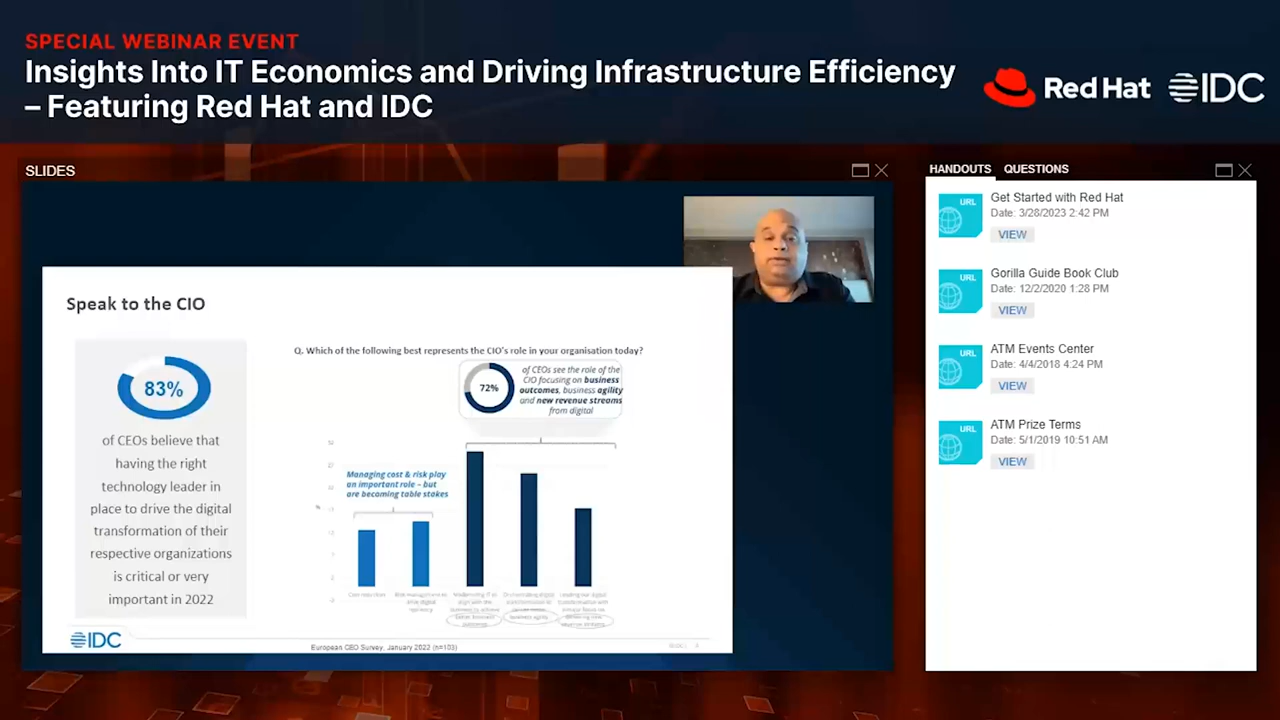 SPECIAL WEBINAR EVENT
Insights Into IT Economics and Driving Infrastructure Efficiency
– Featuring Red Hat and IDC
Red Hat
IDC
SLIDES
Speak to the CIO
83%
of CEOs believe that
having the right
technology leader in
place to drive the digital
transformation of their
respective organizations
is critical or very
important in 2022
Q. Which of the following best represents the CIO's role in your organisation today?
72%
of CEOs see the role of the
CIO focusing on business
outcomes, business agility
and new revenue streams
from digital
Managing cost & risk play
an important role – but
are becoming table stakes
%
business agility
IDC
European CEO Survey, January 2022 (n=103)
HANDOUTS QUESTIONS
URL
Get Started with Red Hat
Date: 3/28/2023 2:42 PM
VIEW
URL
Gorilla Guide Book Club
Date: 12/2/2020 1:28 PM
VIEW
URL
ATM Events Center
Date: 4/4/2018 4:24 PM
VIEW
URL
ATM Prize Terms
Date: 5/1/2019 10:51 AM
VIEW